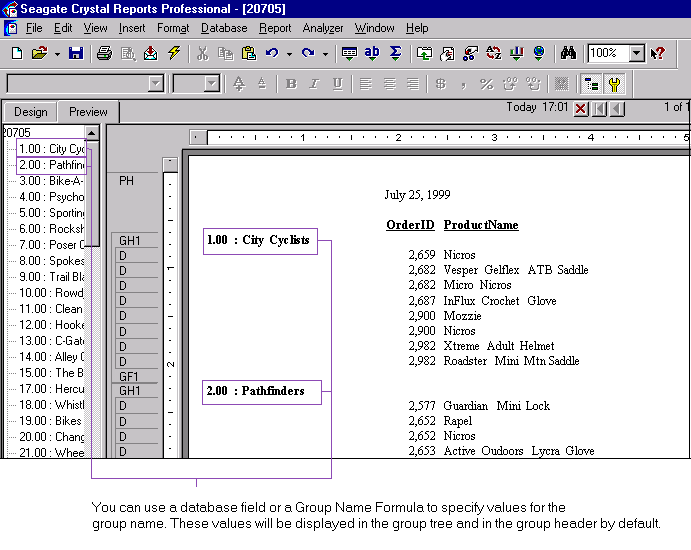 Seagate Crystal Reports Professional - [20705]
File Edit View Insert Format Database Report Analyzer Window Help
100%
B I U $ , %
Design Preview Today 17:01 1 of 1
20705
1.00 : City Cyc
2.00 : Pathfin
3.00 : Bike-A-
4.00 : Psycho
5.00 : Sporting
6.00 : Rocksh
7.00 : Poser C
8.00 : Spokes
9.00 : Trail Bla
10.00 : Rowd
11.00 : Clean
12.00 : Hooke
13.00 : C-Gat
14.00 : Alley C
15.00 : The B
17.00 : Hercu
18.00 : Whistl
19.00 : Bikes
20.00 : Chang
21.00 : Whee
1 2 3 4 5
PH
July 25, 1999
OrderID ProductName
GH1 1.00 : City Cyclists
D 2,659 Nicros
D 2,682 Vesper Gelflex ATB Saddle
D 2,682 Micro Nicros
D 2,687 InFlux Crochet Glove
D 2,900 Mozzie
D 2,900 Nicros
D 2,982 Xtreme Adult Helmet
D 2,982 Roadster Mini Mtn Saddle
GF1
GH1 2.00 : Pathfinders
D 2,577 Guardian Mini Lock
D 2,652 Rapel
D 2,652 Nicros
D 2,653 Active Oudoors Lycra Glove
You can use a database field or a Group Name Formula to specify values for the
group name. These values will be displayed in the group tree and in the group header by default.